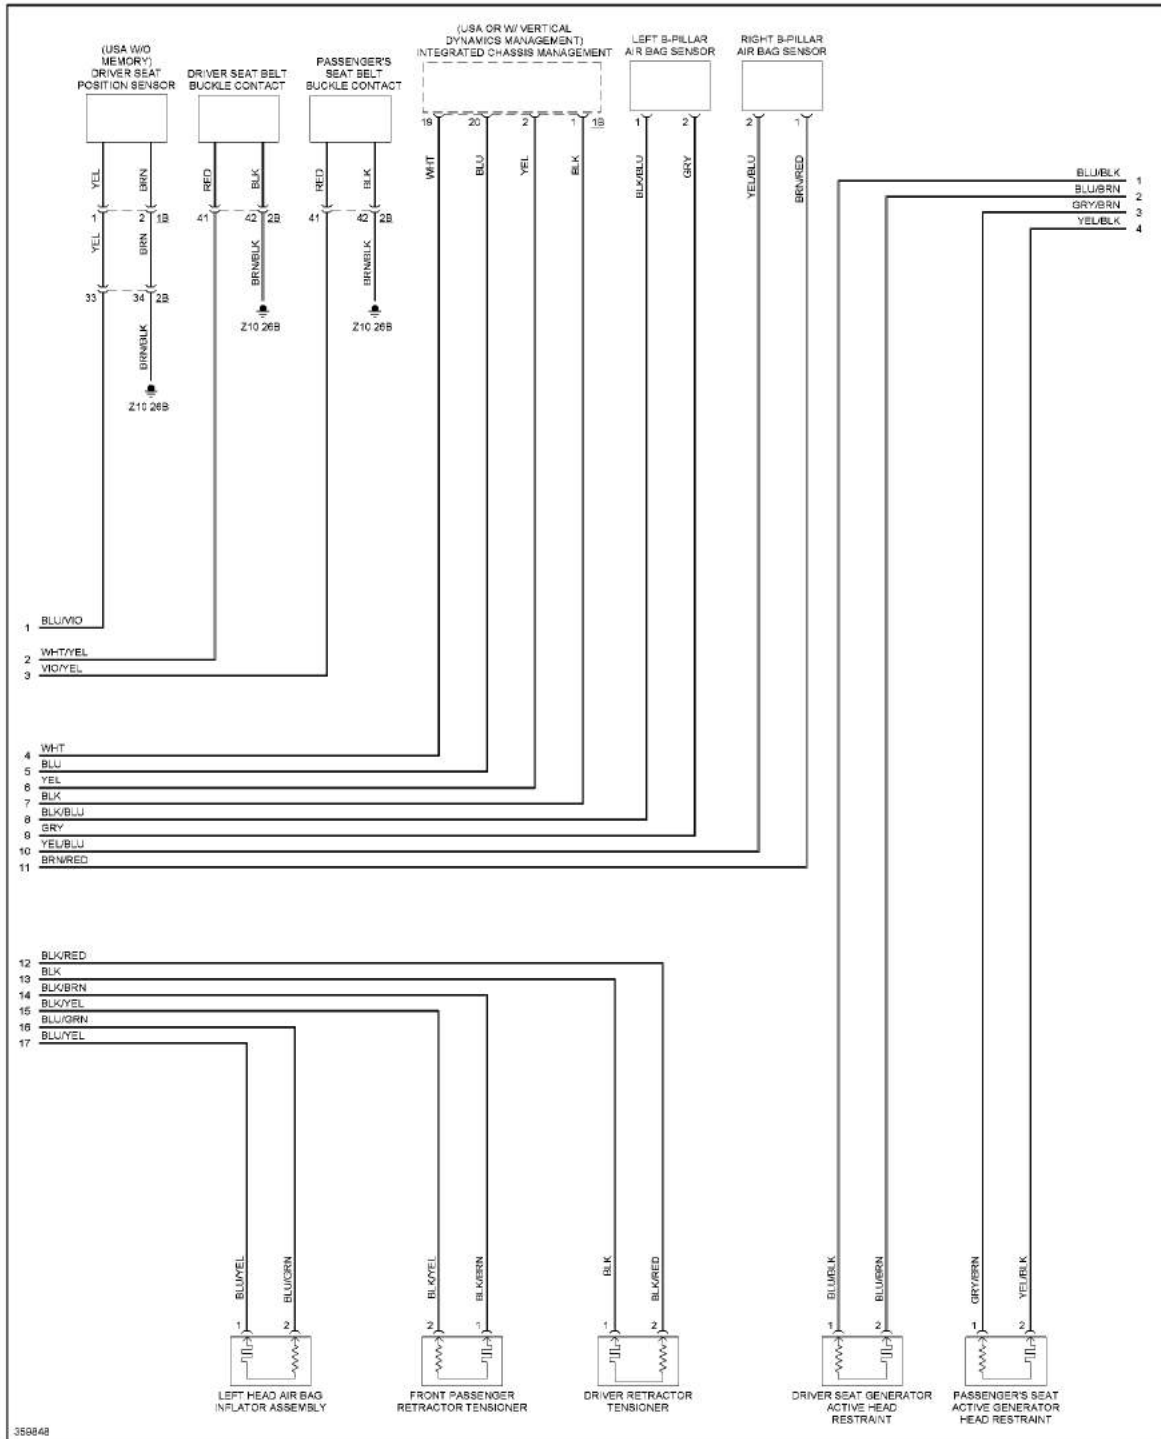 (USA W/O
MEMORY)
DRIVER SEAT
POSITION SENSOR
DRIVER SEAT BELT
BUCKLE CONTACT
PASSENGER'S
SEAT BELT
BUCKLE CONTACT
(USA OR W/ VERTICAL
DYNAMICS MANAGEMENT)
INTEGRATED CHASSIS MANAGEMENT
LEFT B-PILLAR
AIR BAG SENSOR
RIGHT B-PILLAR
AIR BAG SENSOR
19 20 2 1 1B
1 2
2 1
YEL BRN
RED BLK
RED BLK
WHT BLU YEL BLK
BLK/BLU GRY
YEL/BLU BRN/RED
BLU/BLK 1
BLU/BRN 2
GRY/BRN 3
YEL/BLK 4
1 2 1B
41 42 2B
41 42 2B
YEL BRN
BRN/BLK
BRN/BLK
33 34 2B
Z10 26B
Z10 26B
BRN/BLK
Z10 26B
1 BLU/VIO
2 WHT/YEL
3 VIO/YEL
4 WHT
5 BLU
6 YEL
7 BLK
8 BLK/BLU
9 GRY
10 YEL/BLU
11 BRN/RED
12 BLK/RED
13 BLK
14 BLK/BRN
15 BLK/YEL
16 BLU/GRN
17 BLU/YEL
BLU/YEL BLU/GRN
BLK/YEL BLK/BRN
BLK BLK/RED
BLU/BLK BLU/BRN
GRY/BRN YEL/BLK
1 2
2 1
1 2
1 2
1 2
LEFT HEAD AIR BAG
INFLATOR ASSEMBLY
FRONT PASSENGER
RETRACTOR TENSIONER
DRIVER RETRACTOR
TENSIONER
DRIVER SEAT GENERATOR
ACTIVE HEAD
RESTRAINT
PASSENGER'S SEAT
ACTIVE GENERATOR
HEAD RESTRAINT
359848